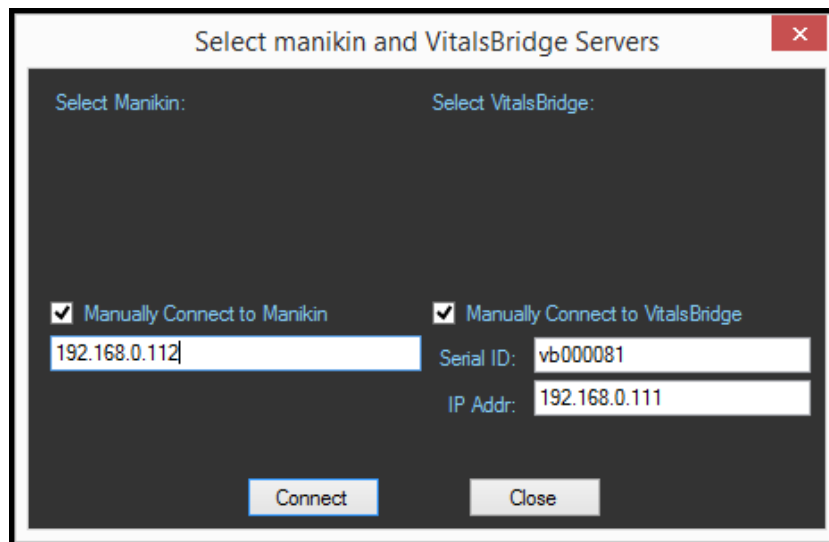 Select manikin and VitalsBridge Servers
Select Manikin:
Select VitalsBridge:
Manually Connect to Manikin
192.168.0.112
Manually Connect to VitalsBridge
Serial ID: vb000081
IP Addr: 192.168.0.111
Connect
Close